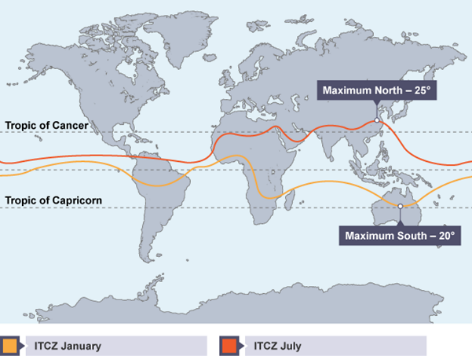 Maximum North – 25°
Tropic of Cancer
Tropic of Capricorn
Maximum South – 20°
ITCZ January
ITCZ July